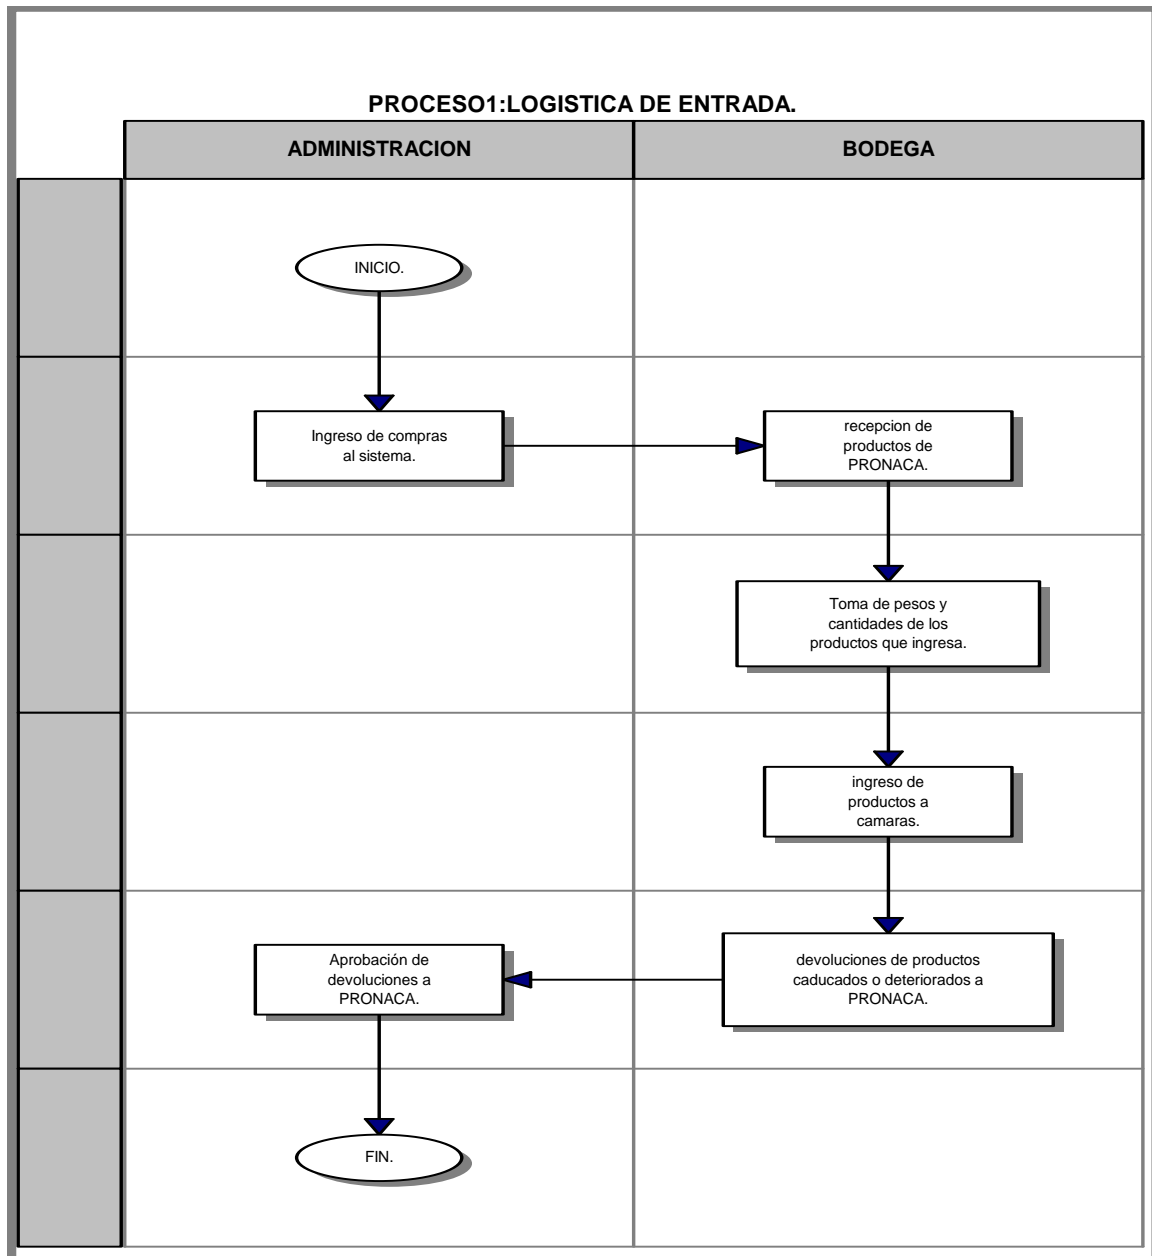 PROCESO1:LOGISTICA DE ENTRADA.
ADMINISTRACION
BODEGA
INICIO.
Ingreso de compras
al sistema.
recepcion de
productos de
PRONACA.
Toma de pesos y
cantidades de los
productos que ingresa.
ingreso de
productos a
camaras.
devoluciones de productos
caducados o deteriorados a
PRONACA.
Aprobación de
devoluciones a
PRONACA.
FIN.